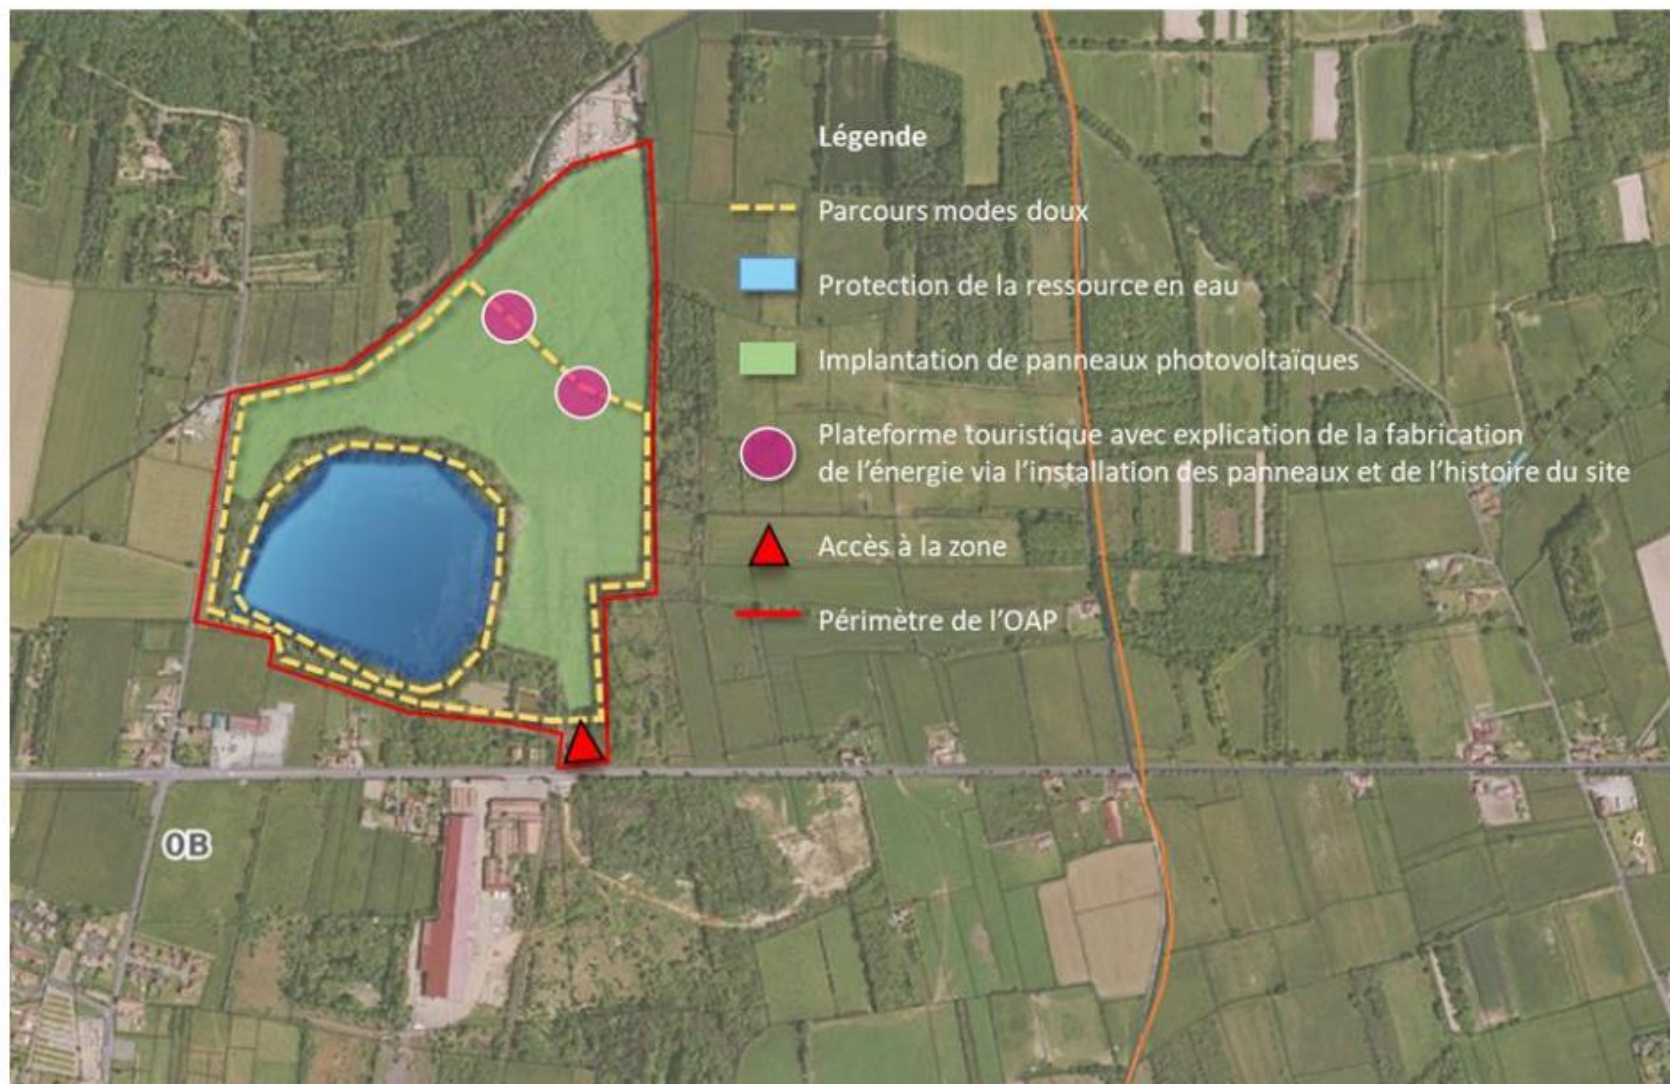 Légende
Parcours modes doux
Protection de la ressource en eau
Implantation de panneaux photovoltaïques
Plateforme touristique avec explication de la fabrication
de l'énergie via l'installation des panneaux et de l'histoire du site
Accès à la zone
Périmètre de l'OAP
0B